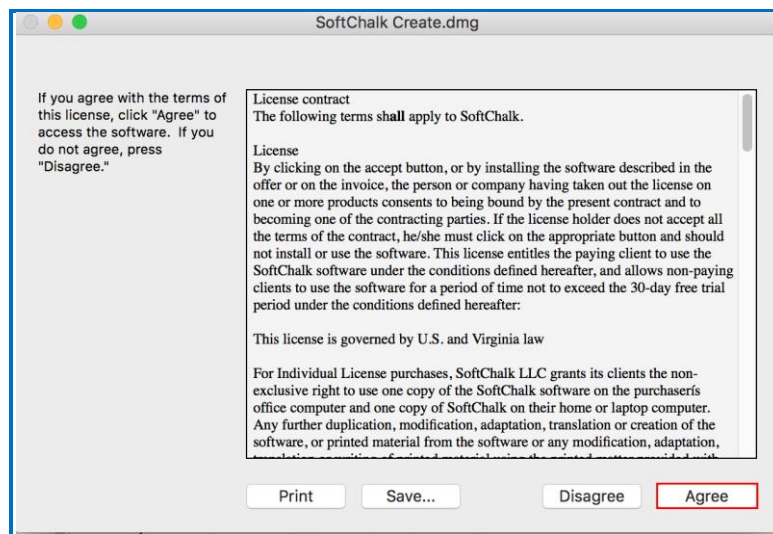 SoftChalk Create.dmg
If you agree with the terms of
this license, click "Agree" to
access the software. If you
do not agree, press
"Disagree."
License contract
The following terms shall apply to SoftChalk.
License
By clicking on the accept button, or by installing the software described in the
offer or on the invoice, the person or company having taken out the license on
one or more products consents to being bound by the present contract and to
becoming one of the contracting parties. If the license holder does not accept all
the terms of the contract, he/she must click on the appropriate button and should
not install or use the software. This license entitles the paying client to use the
SoftChalk software under the conditions defined hereafter, and allows non-paying
clients to use the software for a period of time not to exceed the 30-day free trial
period under the conditions defined hereafter:
This license is governed by U.S. and Virginia law
For Individual License purchases, SoftChalk LLC grants its clients the non-
exclusive right to use one copy of the SoftChalk software on the purchaserís
office computer and one copy of SoftChalk on their home or laptop computer.
Any further duplication, modification, adaptation, translation or creation of the
software, or printed material from the software or any modification, adaptation,
Print
Save...
Disagree
Agree